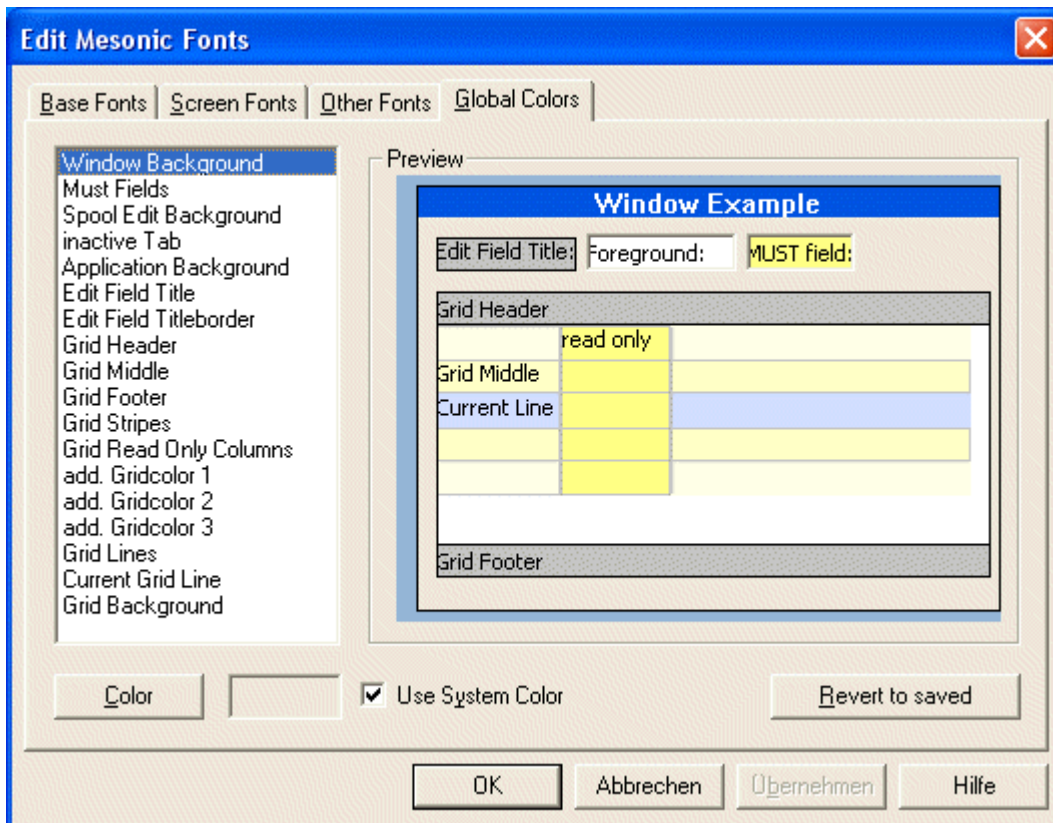 Edit Mesonic Fonts
Base Fonts
Screen Fonts
Other Fonts
Global Colors
Window Background
Must Fields
Spool Edit Background
inactive Tab
Application Background
Edit Field Title
Edit Field Titleborder
Grid Header
Grid Middle
Grid Footer
Grid Stripes
Grid Read Only Columns
add. Gridcolor 1
add. Gridcolor 2
add. Gridcolor 3
Grid Lines
Current Grid Line
Grid Background
Preview
Window Example
Edit Field Title:
Foreground:
MUST field:
Grid Header
read only
Grid Middle
Current Line
Grid Footer
Color
Use System Color
Revert to saved
OK
Abbrechen
Übernehmen
Hilfe